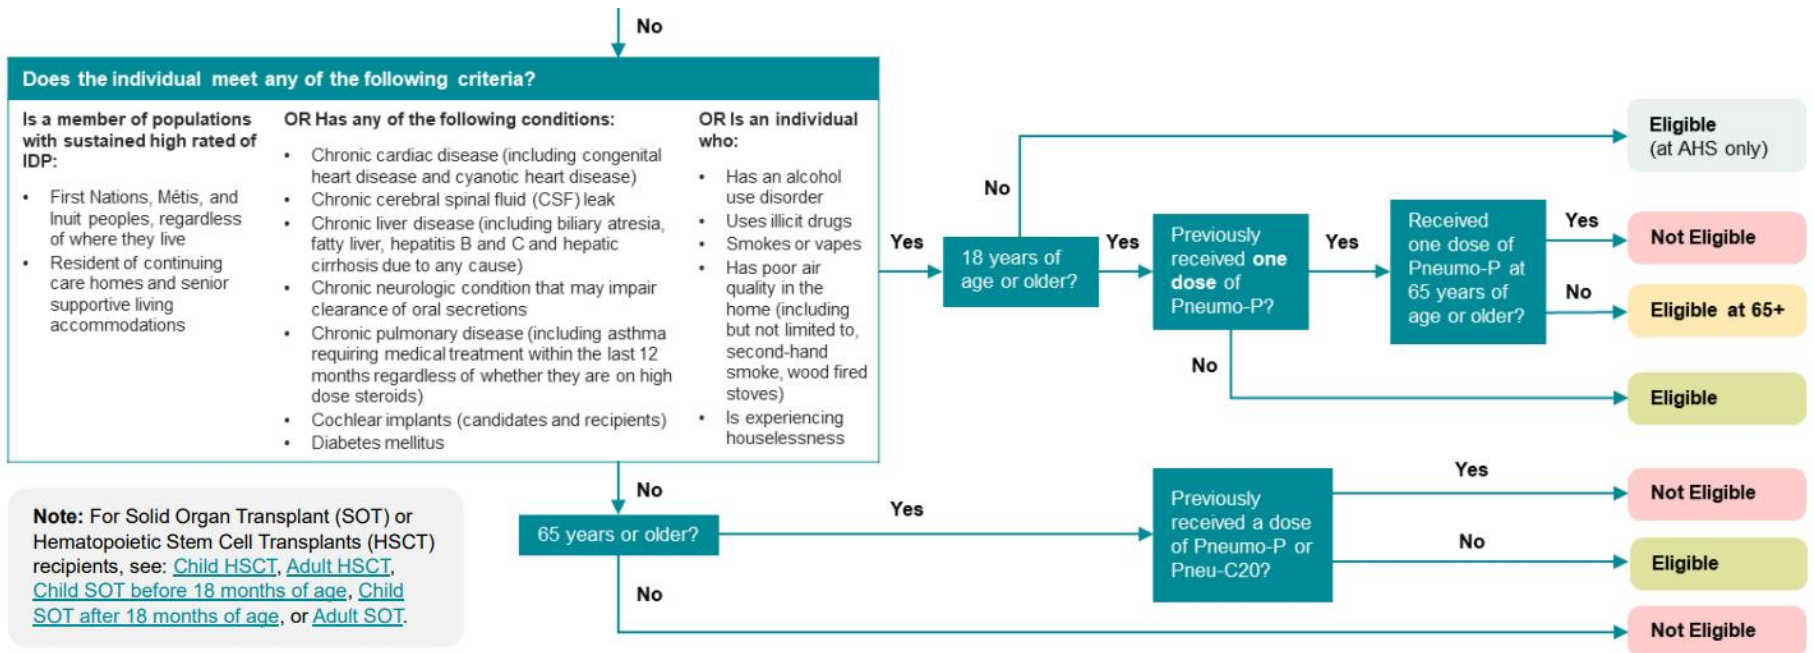 No
Does the individual meet any of the following criteria?
Is a member of populations
with sustained high rated of
IDP:
• First Nations, Métis, and
Inuit peoples, regardless
of where they live
• Resident of continuing
care homes and senior
supportive living
accommodations
OR Has any of the following conditions:
• Chronic cardiac disease (including congenital
heart disease and cyanotic heart disease)
• Chronic cerebral spinal fluid (CSF) leak
• Chronic liver disease (including biliary atresia,
fatty liver, hepatitis B and C and hepatic
cirrhosis due to any cause)
• Chronic neurologic condition that may impair
clearance of oral secretions
• Chronic pulmonary disease (including asthma
requiring medical treatment within the last 12
months regardless of whether they are on high
dose steroids)
• Cochlear implants (candidates and recipients)
• Diabetes mellitus
OR Is an individual
who:
• Has an alcohol
use disorder
• Uses illicit drugs
• Smokes or vapes
• Has poor air
quality in the
home (including
but not limited to,
second-hand
smoke, wood fired
stoves)
• Is experiencing
houselessness
Yes
18 years of
age or older?
No
Eligible
(at AHS only)
Yes
Previously
received one
dose of
Pneumo-P?
Yes
Received
one dose of
Pneumo-P at
65 years of
age or older?
Yes
Not Eligible
No
Eligible at 65+
No
Eligible
No
65 years or older?
Yes
Previously
received a dose
of Pneumo-P or
Pneu-C20?
Yes
Not Eligible
No
Eligible
No
Not Eligible
Note: For Solid Organ Transplant (SOT) or
Hematopoietic Stem Cell Transplants (HSCT)
recipients, see: Child HSCT, Adult HSCT,
Child SOT before 18 months of age, Child
SOT after 18 months of age, or Adult SOT.